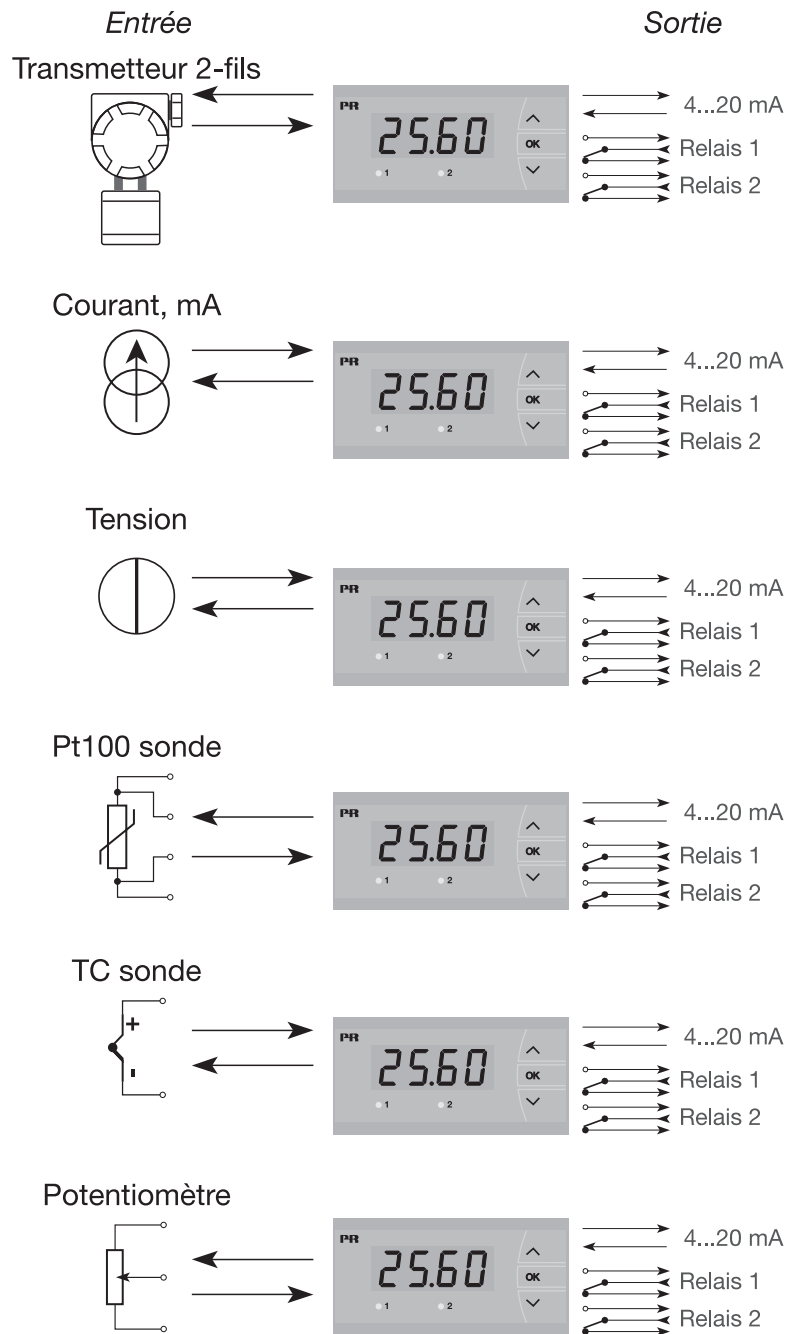 Entrée Sortie
Transmetteur 2-fils
PR
25.60
OK
1 2
4...20 mA
Relais 1
Relais 2
Courant, mA
PR
25.60
OK
1 2
4...20 mA
Relais 1
Relais 2
Tension
PR
25.60
OK
1 2
4...20 mA
Relais 1
Relais 2
Pt100 sonde
PR
25.60
OK
1 2
4...20 mA
Relais 1
Relais 2
TC sonde
+
-
PR
25.60
OK
1 2
4...20 mA
Relais 1
Relais 2
Potentiomètre
PR
25.60
OK
1 2
4...20 mA
Relais 1
Relais 2